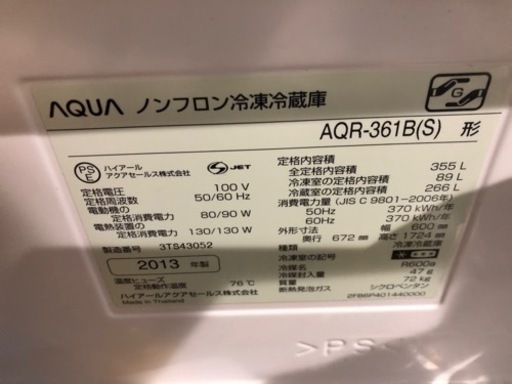 AQUA ノンフロン冷凍冷蔵庫
G
AQR-361B(S) 形
PS
E
ハイアール
アクアセールス株式会社
S JET
定格電圧 100 V
定格周波数 50/60 Hz
電動機の
定格消費電力 80/90 W
電熱装置の
定格消費電力 130/130 W
製造番号 3TS43052
2013 年製
温度ヒューズ
定格動作温度 76℃
ハイアールアクアセールス株式会社
Made in Thailand
定格内容積
全定格内容積 355 L
冷凍室の定格内容積 89 L
冷蔵室の定格内容積 266 L
消費電力量 (JIS C 9801-2006年)
50Hz 370 kWh/年
60Hz 370 kWh/年
外形寸法 幅 600 mm
奥行 672 mm 高さ 1724 mm
種類 冷凍冷蔵庫
冷凍室の記号
冷媒名 R600a
冷媒封入量 47 g
質量 72 kg
断熱発泡ガス シクロペンタン
2FB6P401440000
>PS<